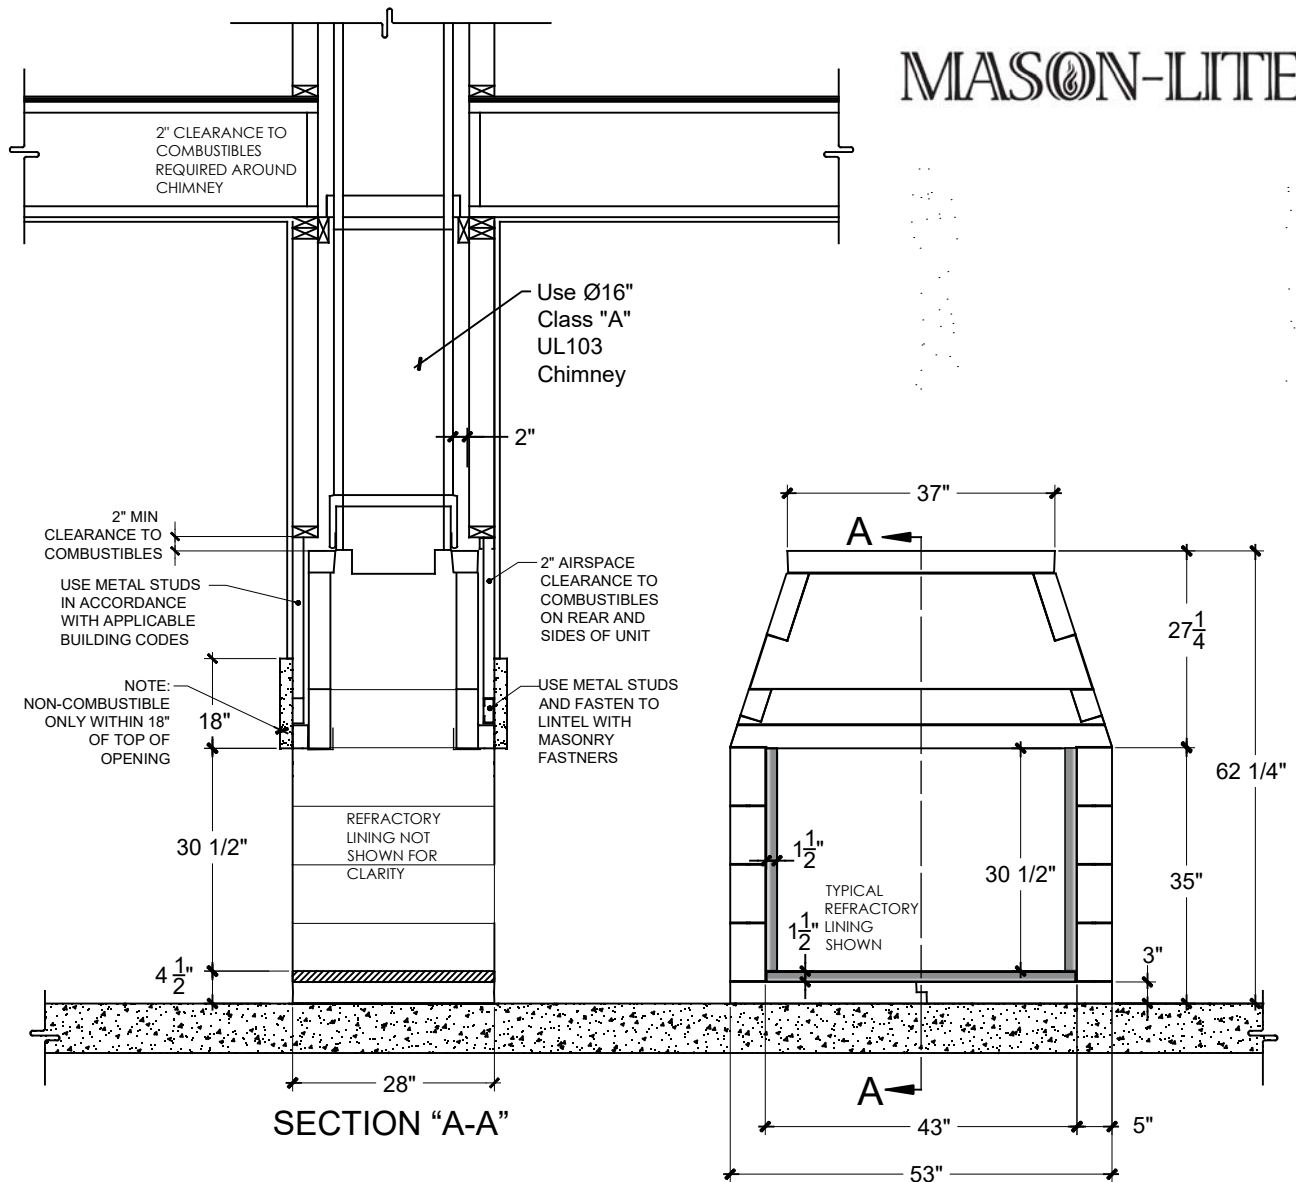 MASON-LITE
2" CLEARANCE TO
COMBUSTIBLES
REQUIRED AROUND
CHIMNEY
Use Ø16"
Class "A"
UL103
Chimney
2"
2" MIN
CLEARANCE TO
COMBUSTIBLES
USE METAL STUDS
IN ACCORDANCE
WITH APPLICABLE
BUILDING CODES
NOTE:
NON-COMBUSTIBLE
ONLY WITHIN 18"
OF TOP OF
OPENING
18"
2" AIRSPACE
CLEARANCE TO
COMBUSTIBLES
ON REAR AND
SIDES OF UNIT
USE METAL STUDS
AND FASTEN TO
LINTEL WITH
MASONRY
FASTNERS
30 1/2"
REFRACTORY
LINING NOT
SHOWN FOR
CLARITY
4 1/2"
28"
SECTION “A-A”
37"
A
27 1/4
62 1/4"
1 1/2"
30 1/2"
35"
TYPICAL
REFRACTORY
LINING
SHOWN
1 1/2"
3"
A
43"
5"
53"